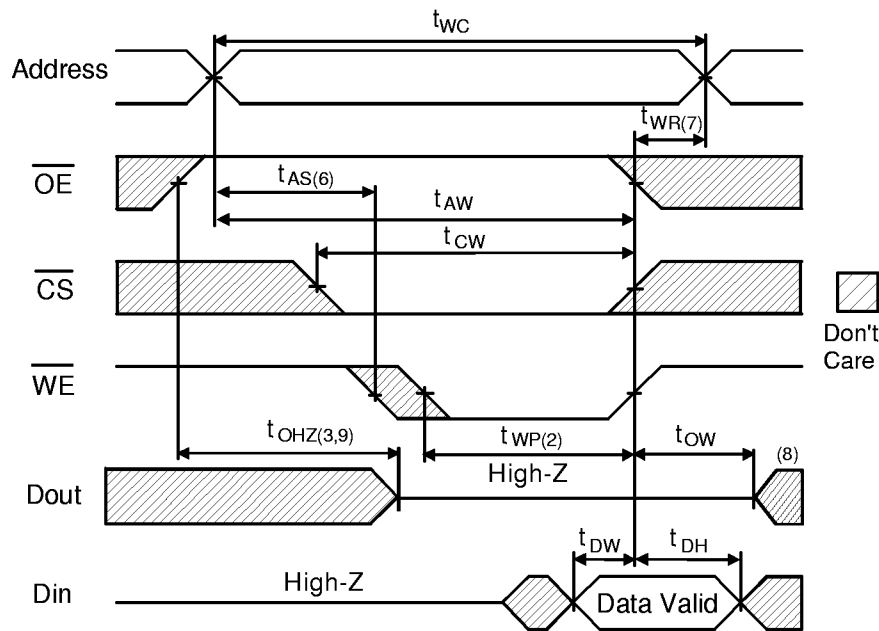 tWC
Address
tWR(7)
OE
tAS(6)
tAW
tCW
CS
Don't
Care
WE
tOHZ(3,9)
tWP(2)
tOW
(8)
High-Z
Dout
tDW
tDH
High-Z
Din
Data Valid